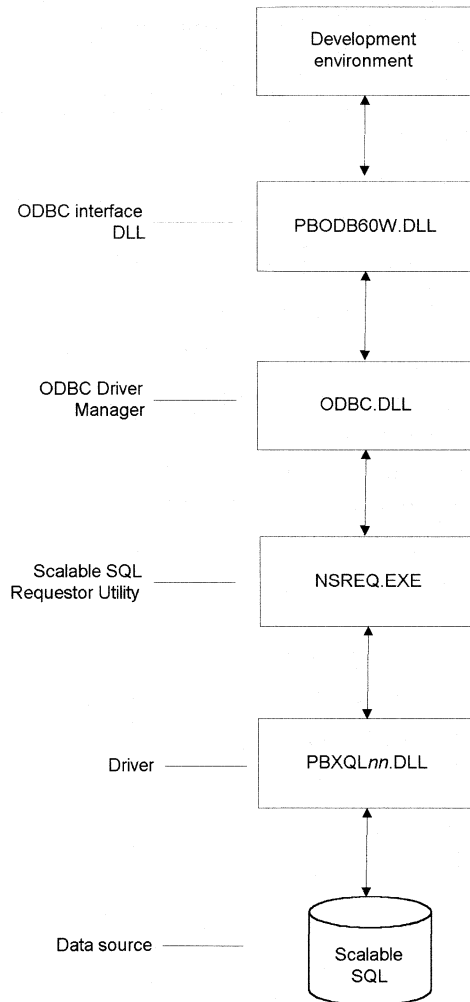 Development
environment
ODBC interface
DLL
PBODB60W.DLL
ODBC Driver
Manager
ODBC.DLL
Scalable SQL
Requestor Utility
NSREQ.EXE
Driver
PBXQLnn.DLL
Data source
Scalable
SQL